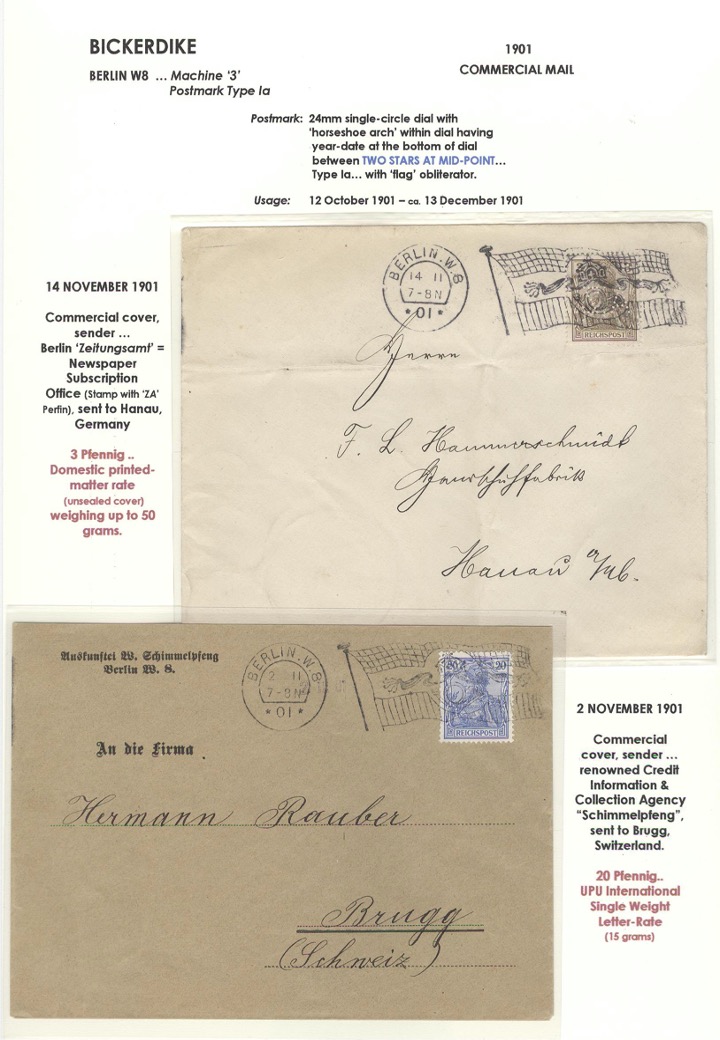 BICKERDIKE
1901
COMMERCIAL MAIL
BERLIN W8 … Machine ‘3’
Postmark Type Ia
Postmark: 24mm single-circle dial with
‘horseshoe arch’ within dial having
year-date at the bottom of dial
between TWO STARS AT MID-POINT…
Type Ia… with ‘flag’ obliterator.
Usage: 12 October 1901 – ca. 13 December 1901
14 NOVEMBER 1901
Commercial cover,
sender …
Berlin ‘Zeitungsamt’ =
Newspaper
Subscription
Office (Stamp with ‘ZA’
Perfin), sent to Hanau,
Germany
3 Pfennig ..
Domestic printed-
matter rate
(unsealed cover)
weighing up to 50
grams.
BERLIN.W.8
14 11
7-8N
*01*
REICHSPOST
Herrn
F. L. Hammerschmidt
Hanau a/
Auskunftei W. Schimmelpfeng
Berlin W. 8.
BERLIN.W.8
2 11
7-8N
*01*
20 20
REICHSPOST
An die Firma
Hermann Rauber
Brugg
(Schweiz)
2 NOVEMBER 1901
Commercial
cover, sender …
renowned Credit
Information &
Collection Agency
“Schimmelpfeng”,
sent to Brugg,
Switzerland.
20 Pfennig..
UPU International
Single Weight
Letter-Rate
(15 grams)